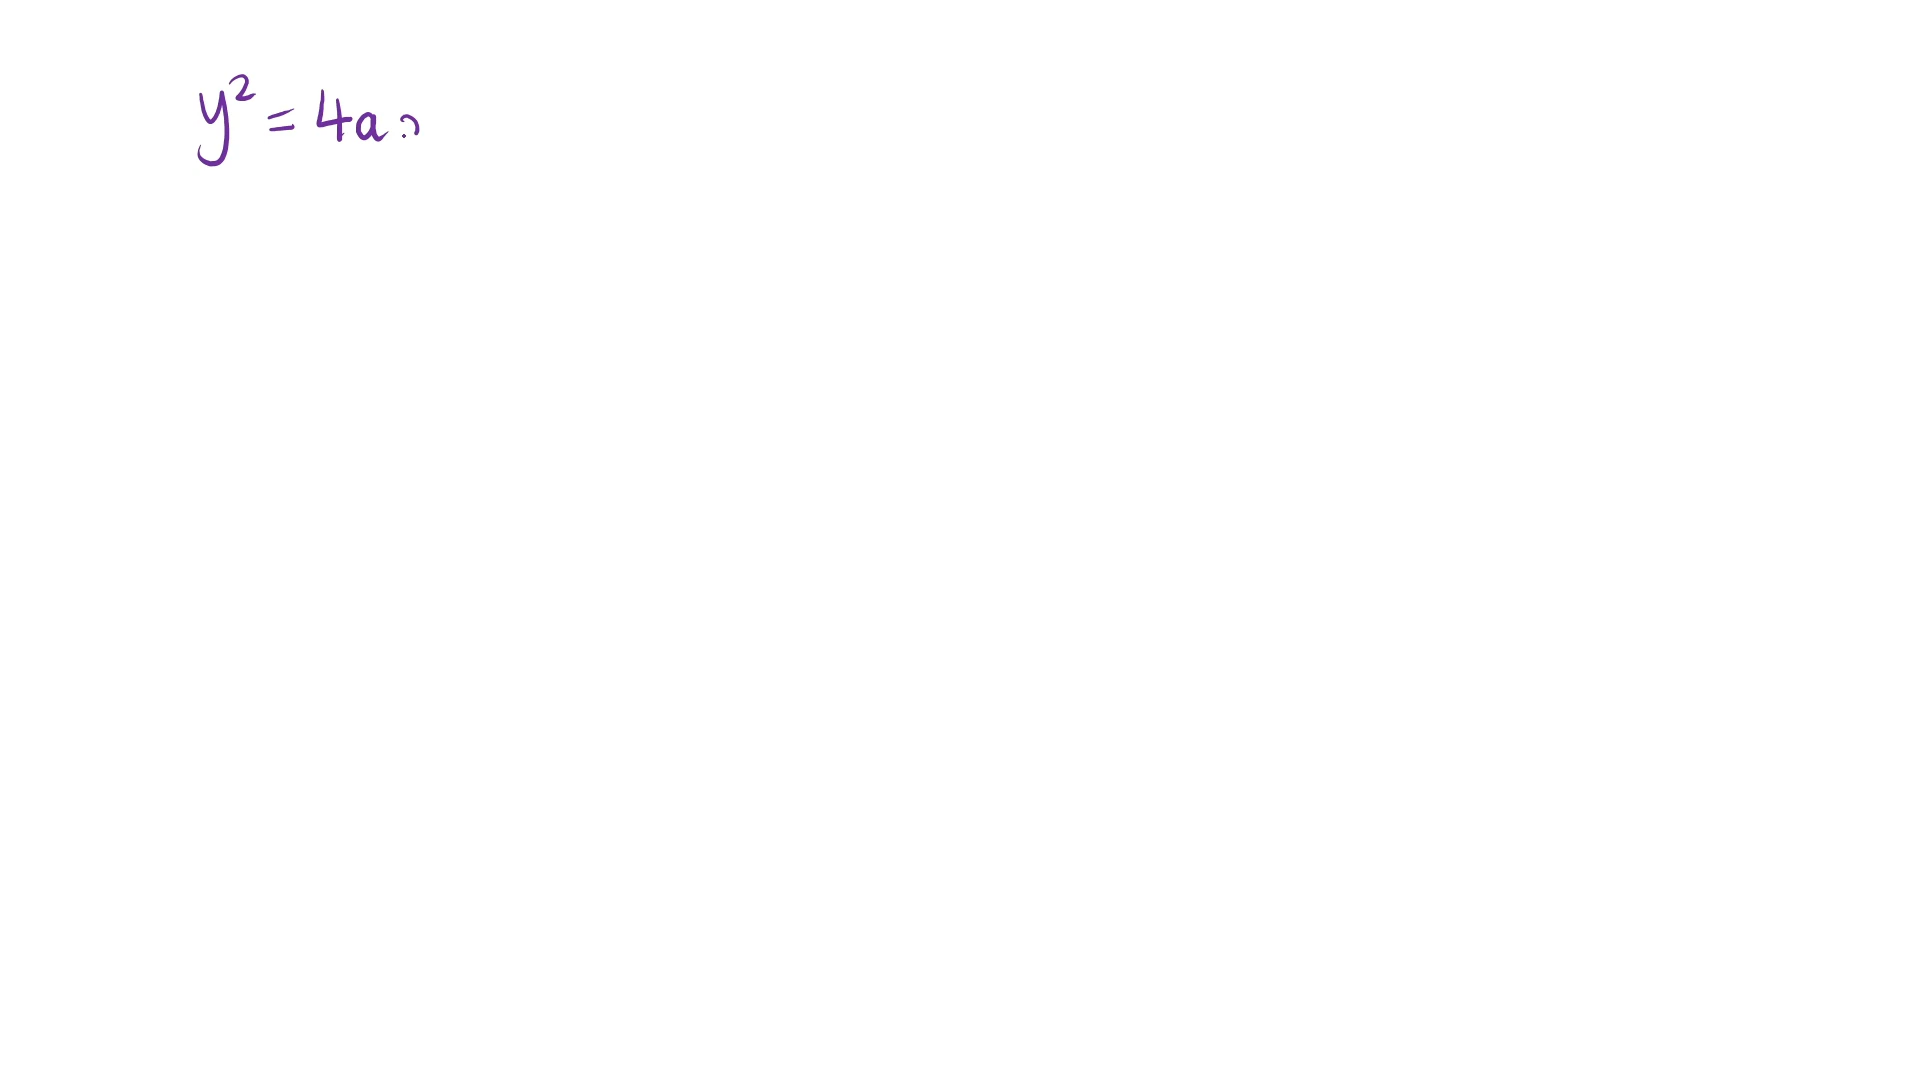 y² = 4a